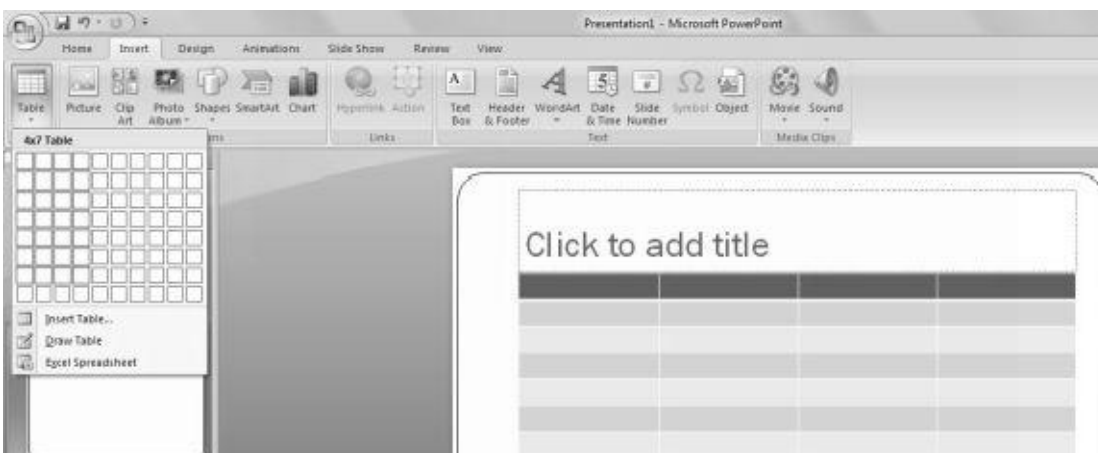 Presentation1 - Microsoft PowerPoint
Home Insert Design Animations Slide Show Review View
Table Picture Clip Art Photo Album Shapes SmartArt Chart Hyperlink Action Text Box Header & Footer WordArt Date & Time Slide Number Symbol Object Movie Sound
Links Text Media Clips
4x7 Table
Insert Table...
Draw Table
Excel Spreadsheet
Click to add title